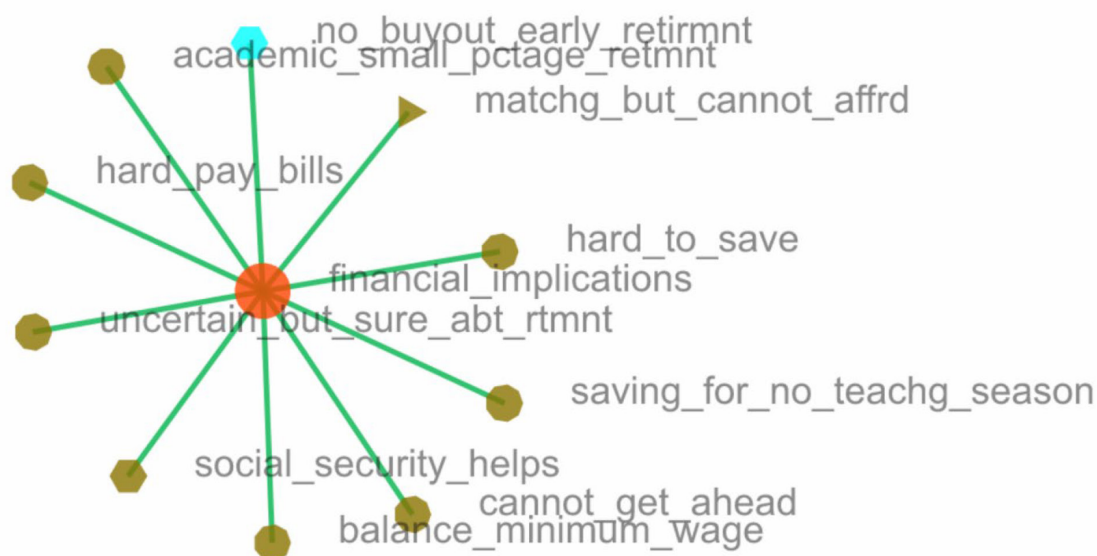 no_buyout_early_retirmnt
academic_small_pctage_retmnt
matchg_but_cannot_affrd
hard_pay_bills
hard_to_save
financial_implications
uncertain_but_sure_abt_rtmnt
saving_for_no_teachg_season
social_security_helps
cannot_get_ahead
balance_minimum_wage